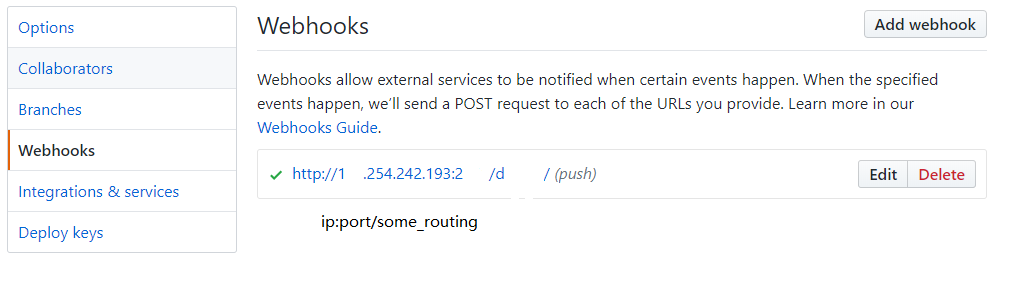 Options
Collaborators
Branches
Webhooks
Integrations & services
Deploy keys
Webhooks
Add webhook
Webhooks allow external services to be notified when certain events happen. When the specified
events happen, we'll send a POST request to each of the URLs you provide. Learn more in our
Webhooks Guide.
http://1 .254.242.193:2 /d / (push)
Edit
Delete
ip:port/some_routing